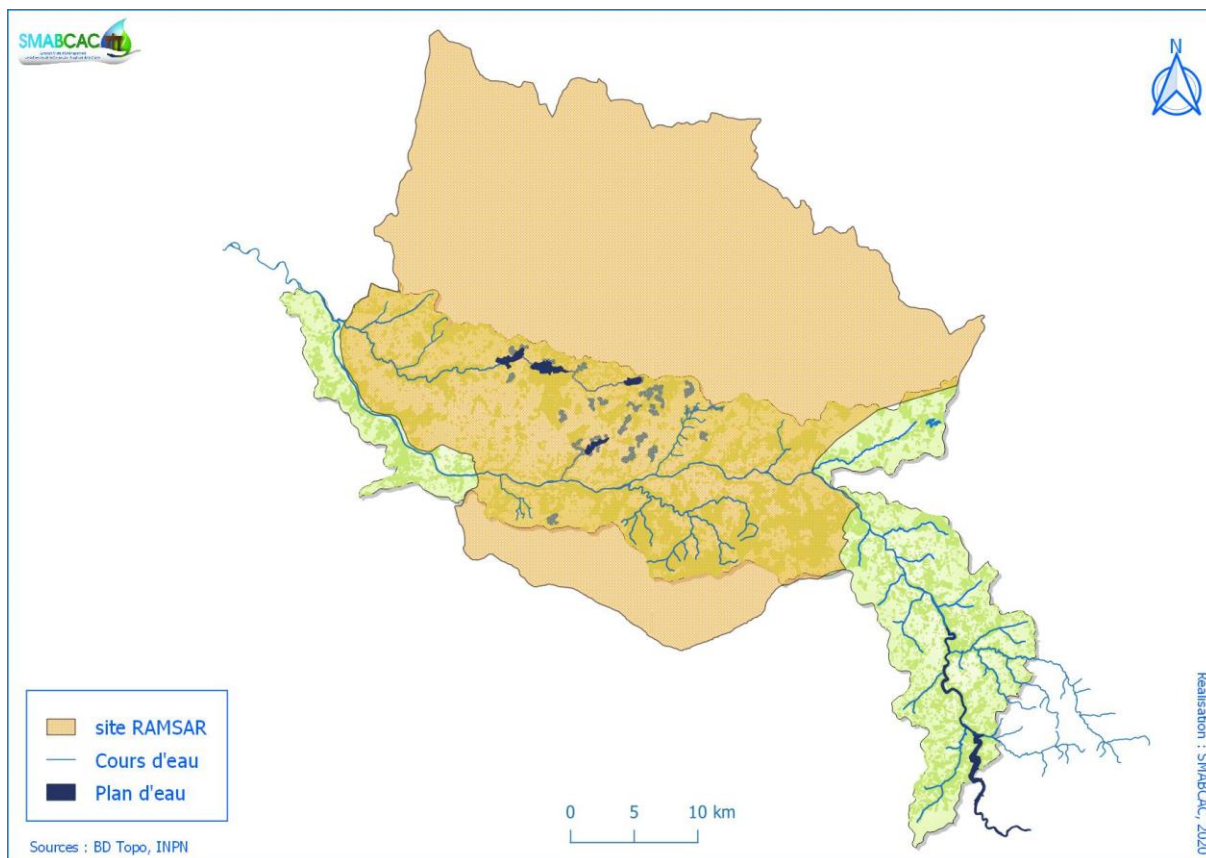 SMABCAC
N
site RAMSAR
Cours d'eau
Plan d'eau
0 5 10 km
Sources : BD Topo, INPN
Réalisation : SMABCAC, 2020